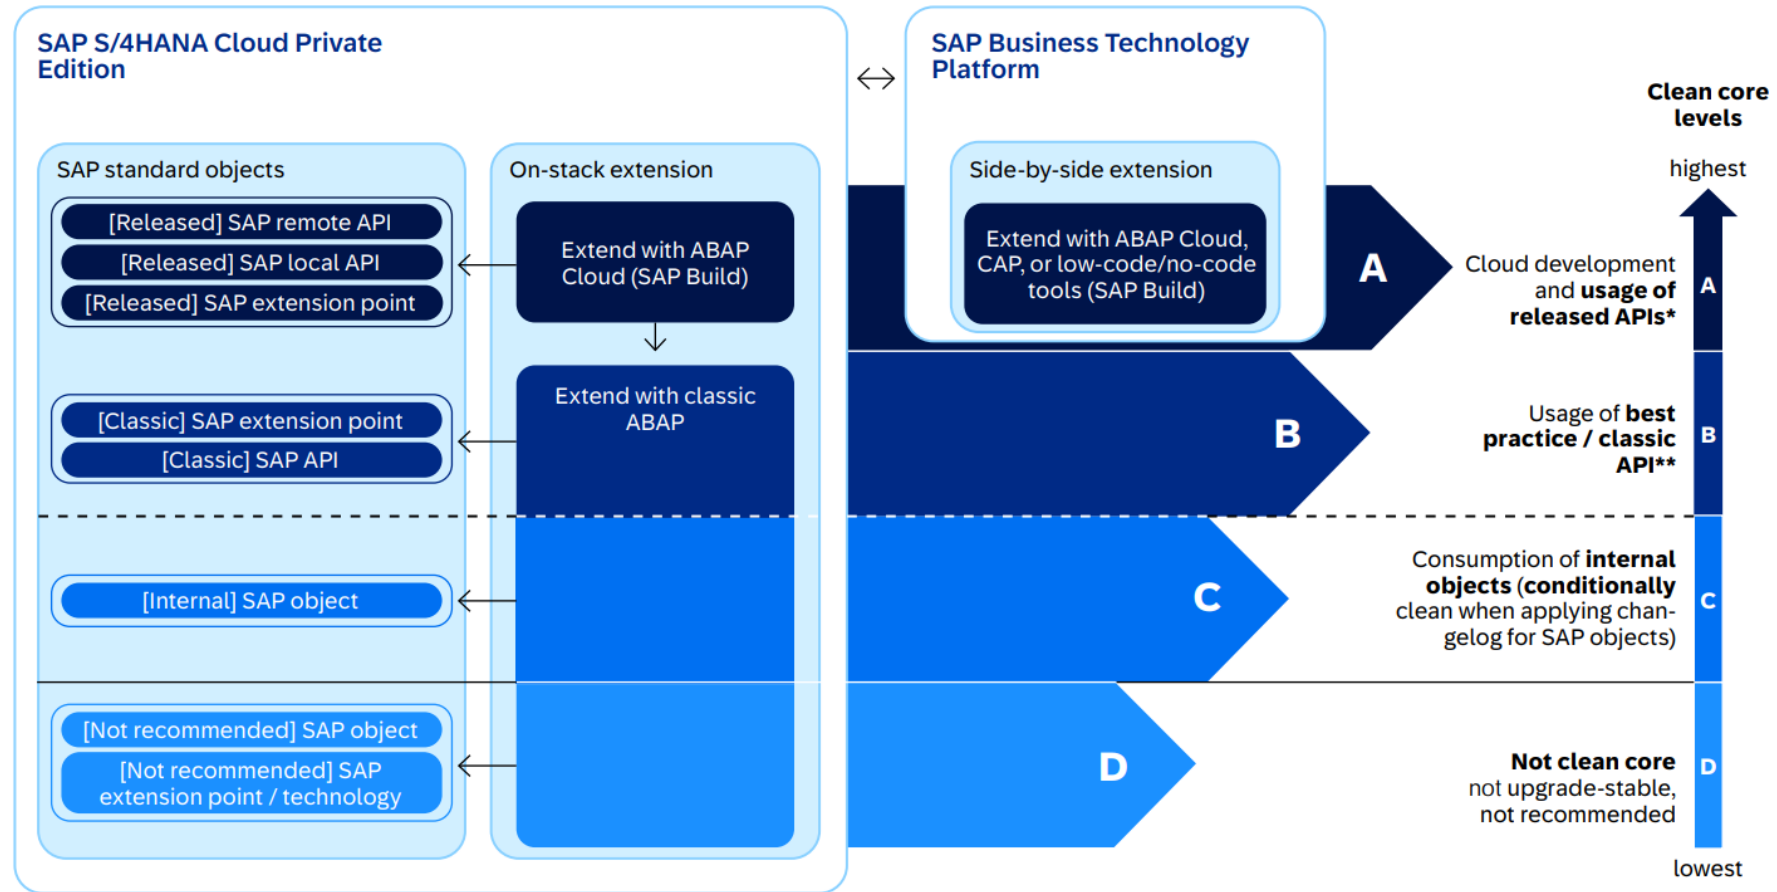 SAP S/4HANA Cloud Private
Edition
SAP Business Technology
Platform
Clean core
levels
highest
SAP standard objects
[Released] SAP remote API
[Released] SAP local API
[Released] SAP extension point
[Classic] SAP extension point
[Classic] SAP API
[Internal] SAP object
[Not recommended] SAP object
[Not recommended] SAP
extension point / technology
On-stack extension
Extend with ABAP
Cloud (SAP Build)
Extend with classic
ABAP
Side-by-side extension
Extend with ABAP Cloud,
CAP, or low-code/no-code
tools (SAP Build)
A
B
C
D
Cloud development
and usage of
released APIs*
A
Usage of best
practice / classic
API**
B
Consumption of internal
objects (conditionally
clean when applying chan-
gelog for SAP objects)
C
Not clean core
not upgrade-stable,
not recommended
D
lowest